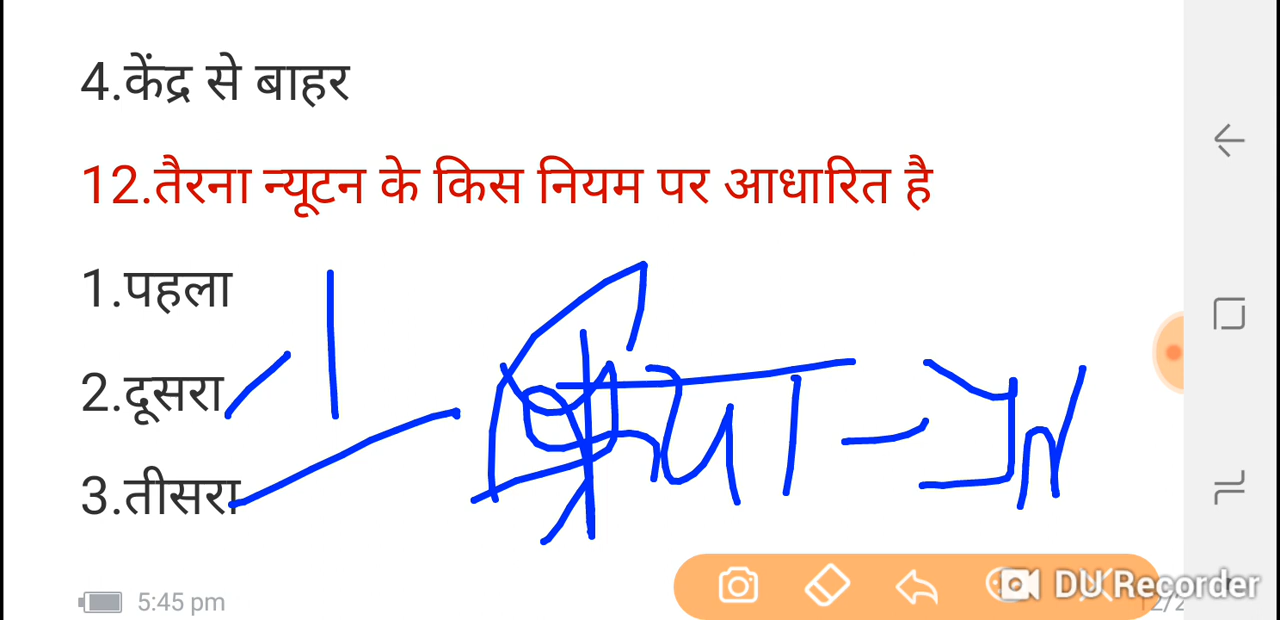 4.केंद्र से बाहर
12.तैरना न्यूटन के किस नियम पर आधारित है
1.पहला
2.दूसरा
3.तीसरा
क्रिया -
5:45 pm
DU Recorder